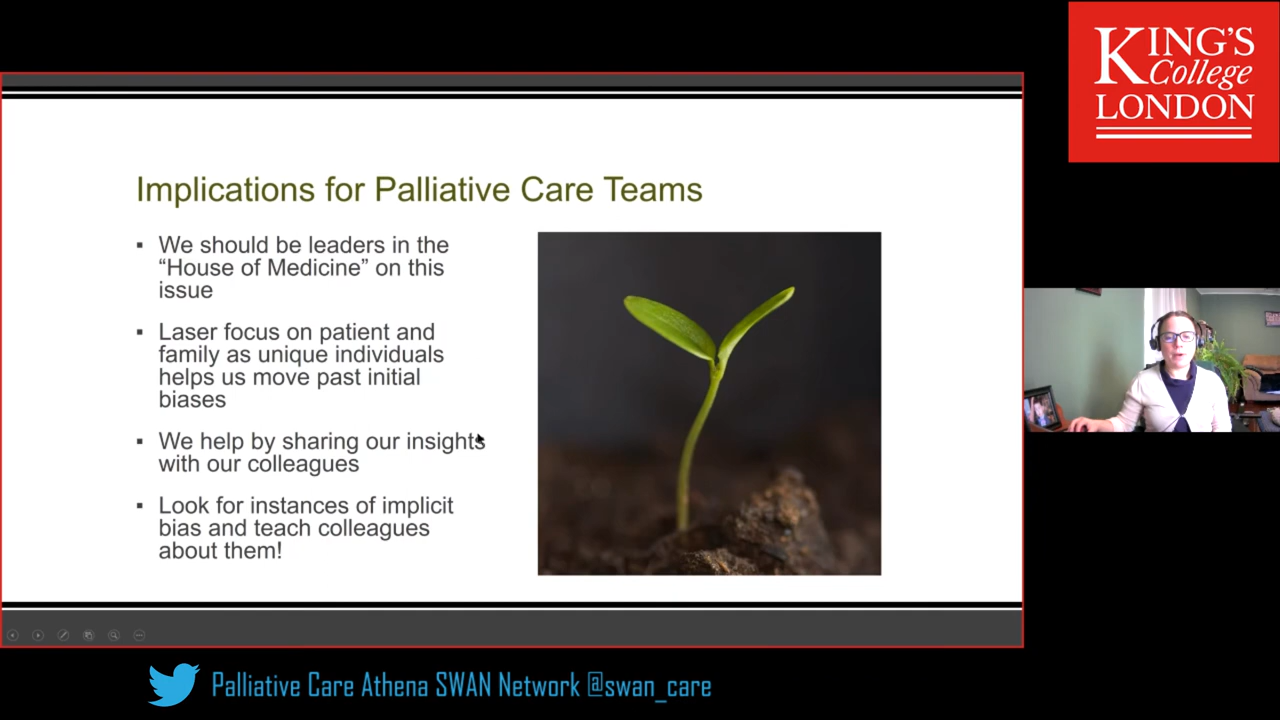 KING'S
College
LONDON
Implications for Palliative Care Teams
▪ We should be leaders in the
“House of Medicine” on this
issue
▪ Laser focus on patient and
family as unique individuals
helps us move past initial
biases
▪ We help by sharing our insights
with our colleagues
▪ Look for instances of implicit
bias and teach colleagues
about them!
Palliative Care Athena SWAN Network @swan_care